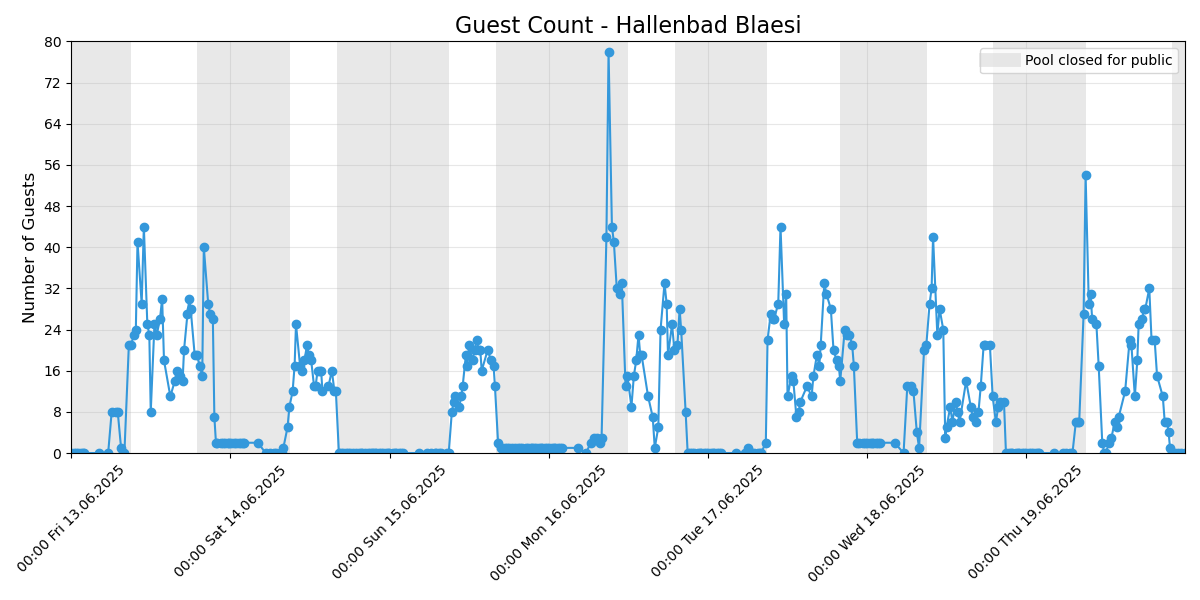 Guest Count - Hallenbad Blaesi
Pool closed for public
Number of Guests
80
72
64
56
48
40
32
24
16
8
0
00:00 Fri 13.06.2025
00:00 Sat 14.06.2025
00:00 Sun 15.06.2025
00:00 Mon 16.06.2025
00:00 Tue 17.06.2025
00:00 Wed 18.06.2025
00:00 Thu 19.06.2025